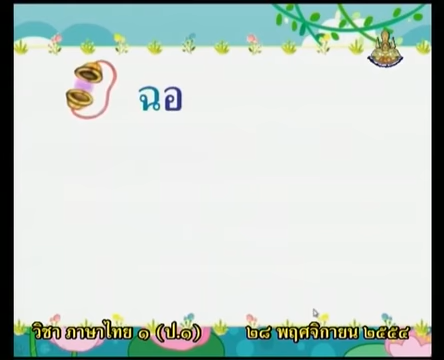 ฉอ
วิชา ภาษาไทย ๑ (ป.๑) ๒๘ พฤศจิกายน ๒๕๕๔